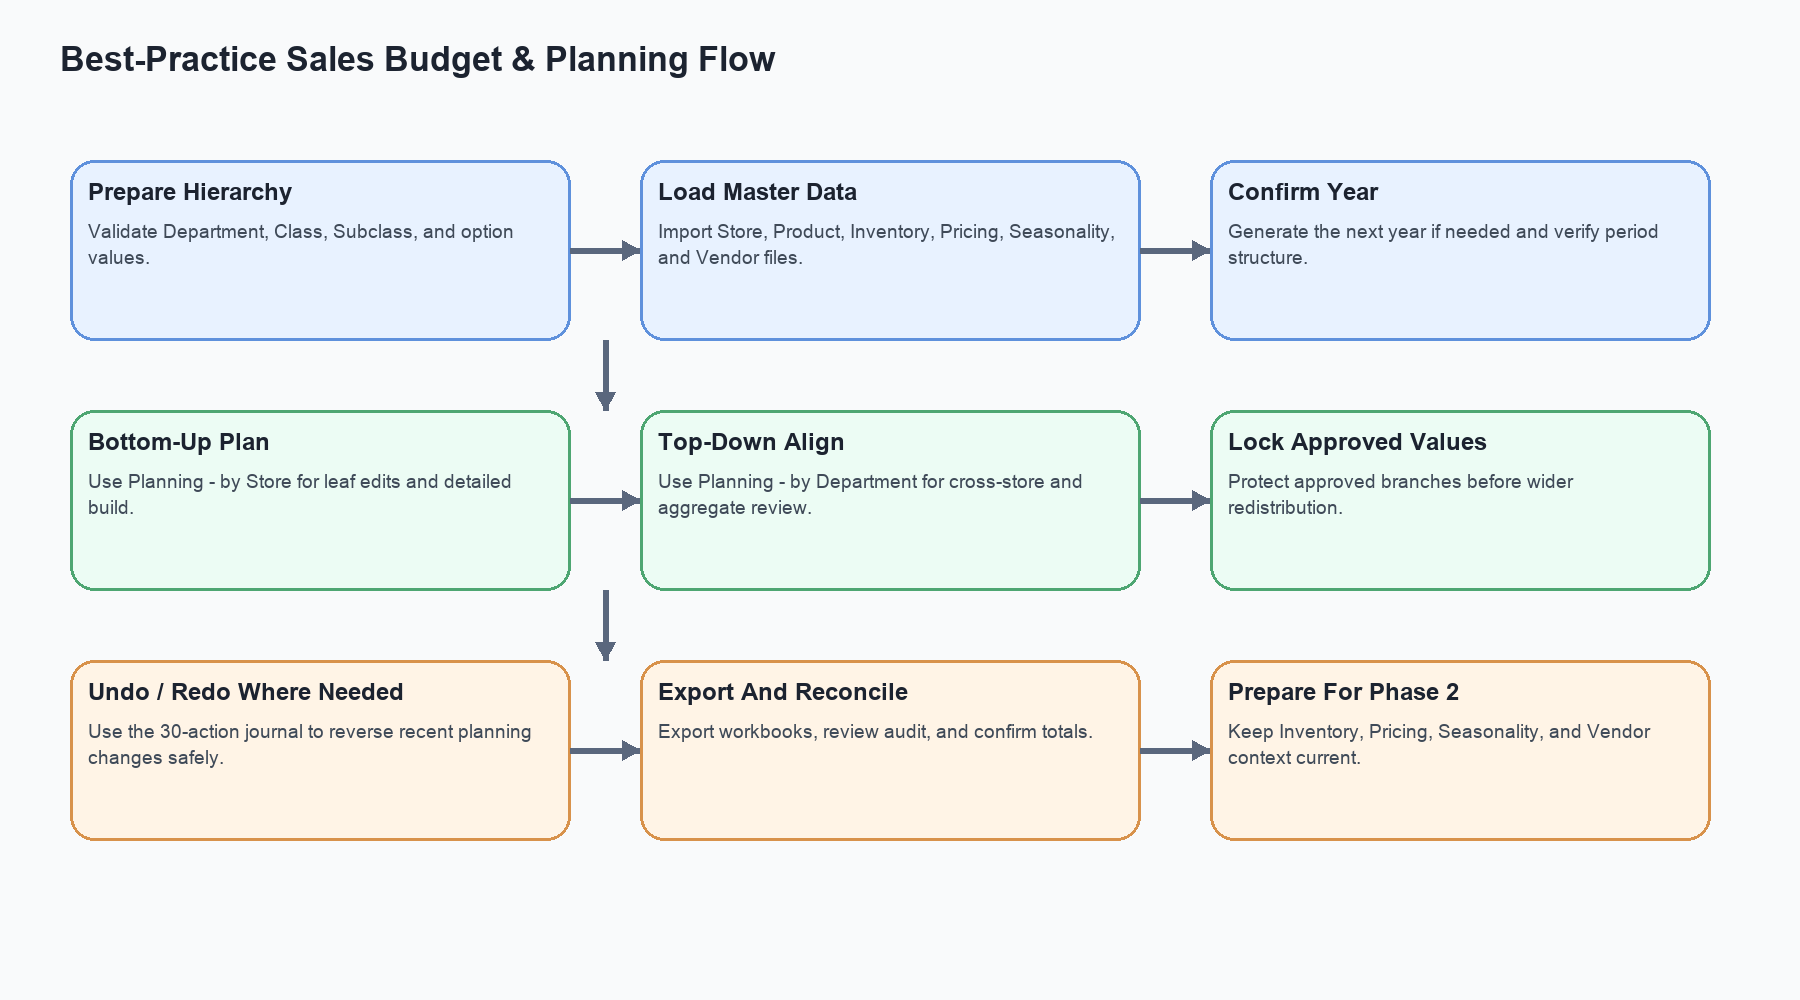 Best-Practice Sales Budget & Planning Flow
Prepare Hierarchy
Validate Department, Class, Subclass, and option
values.
Load Master Data
Import Store, Product, Inventory, Pricing, Seasonality,
and Vendor files.
Confirm Year
Generate the next year if needed and verify period
structure.
Bottom-Up Plan
Use Planning - by Store for leaf edits and detailed
build.
Top-Down Align
Use Planning - by Department for cross-store and
aggregate review.
Lock Approved Values
Protect approved branches before wider
redistribution.
Undo / Redo Where Needed
Use the 30-action journal to reverse recent planning
changes safely.
Export And Reconcile
Export workbooks, review audit, and confirm totals.
Prepare For Phase 2
Keep Inventory, Pricing, Seasonality, and Vendor
context current.